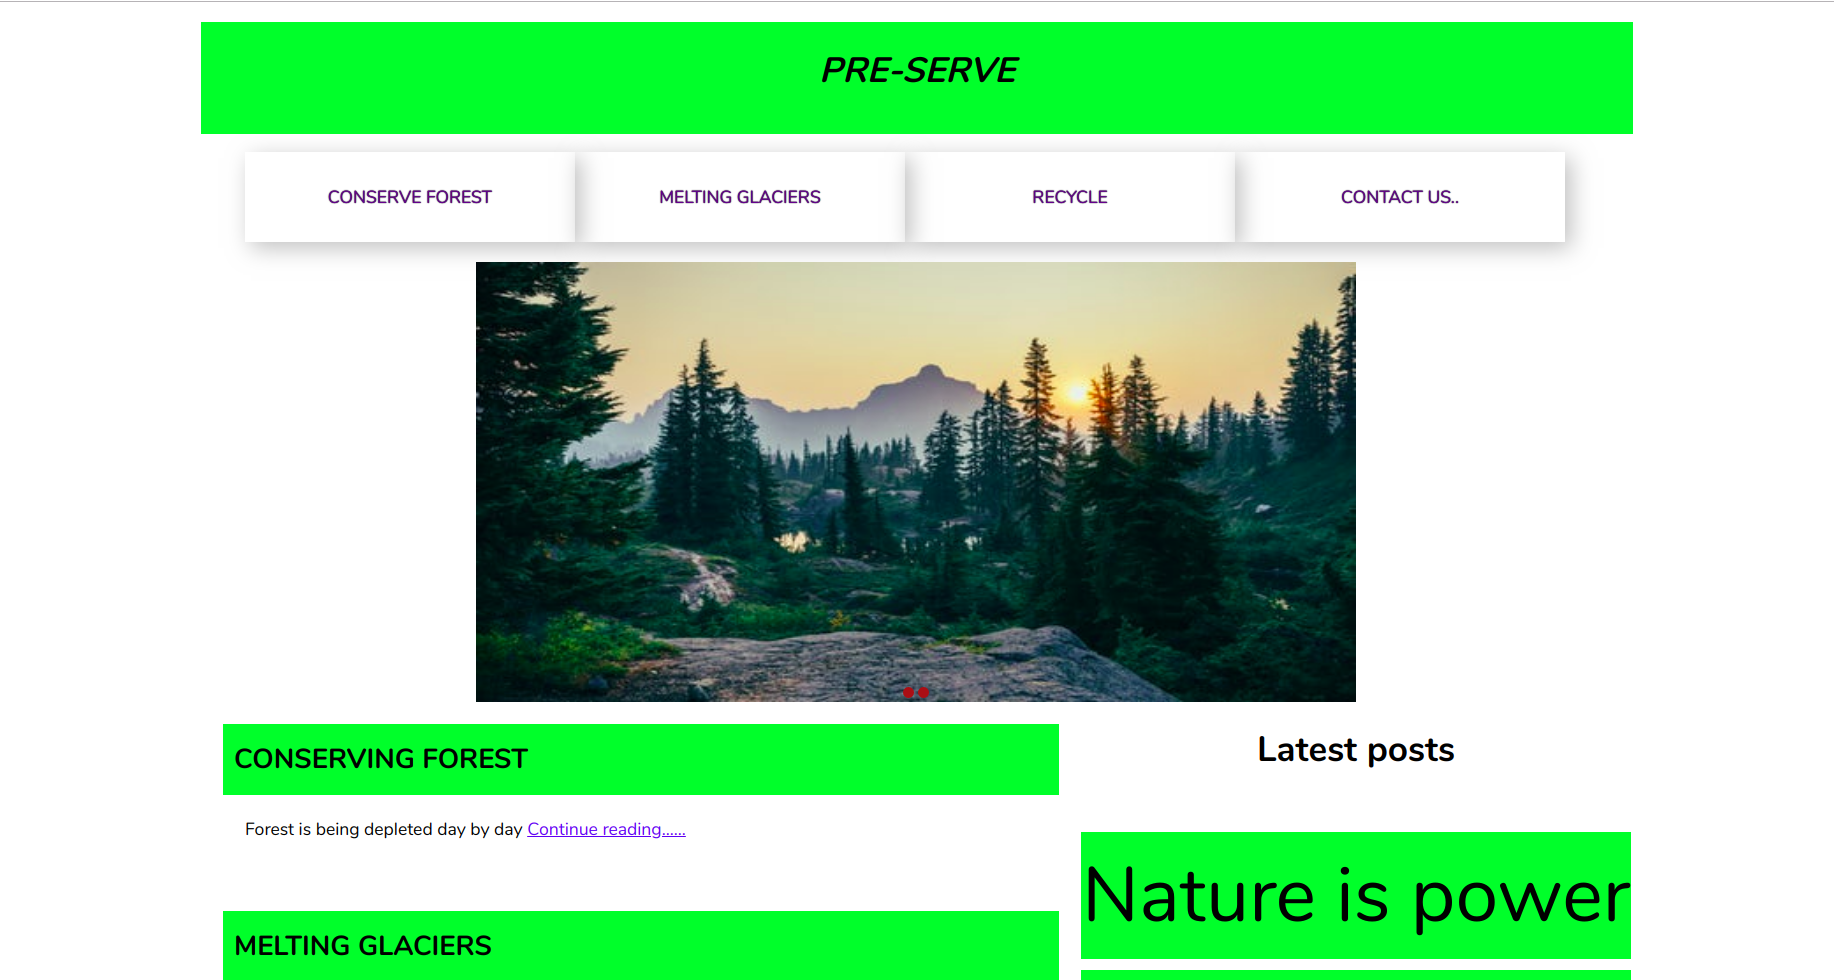 PRE-SERVE
CONSERVE FOREST
MELTING GLACIERS
RECYCLE
CONTACT US..
CONSERVING FOREST
Forest is being depleted day by day Continue reading......
MELTING GLACIERS
Latest posts
Nature is power